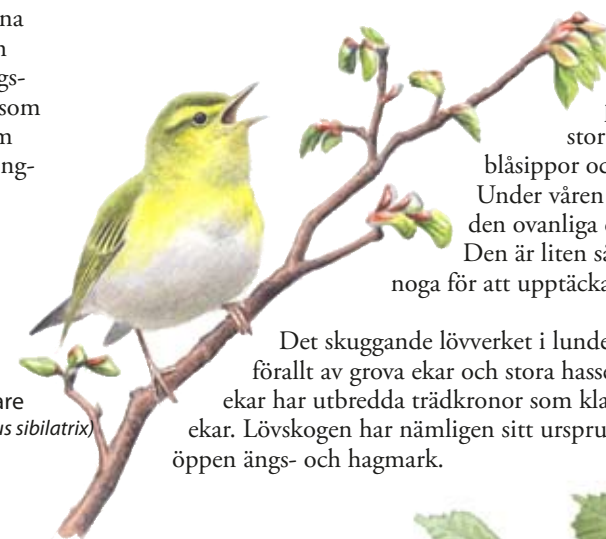 na
gs-
som
ng-
are
us sibilatrix)
stor
blåsippor oc
Under våren
den ovanliga
Den är liten så
noga för att upptäcka
Det skuggande lövverket i lunde
förallt av grova ekar och stora hasse
ekar har utbredda trädkronor som kla
ekar. Lövskogen har nämligen sitt urspru
öppen ängs- och hagmark.